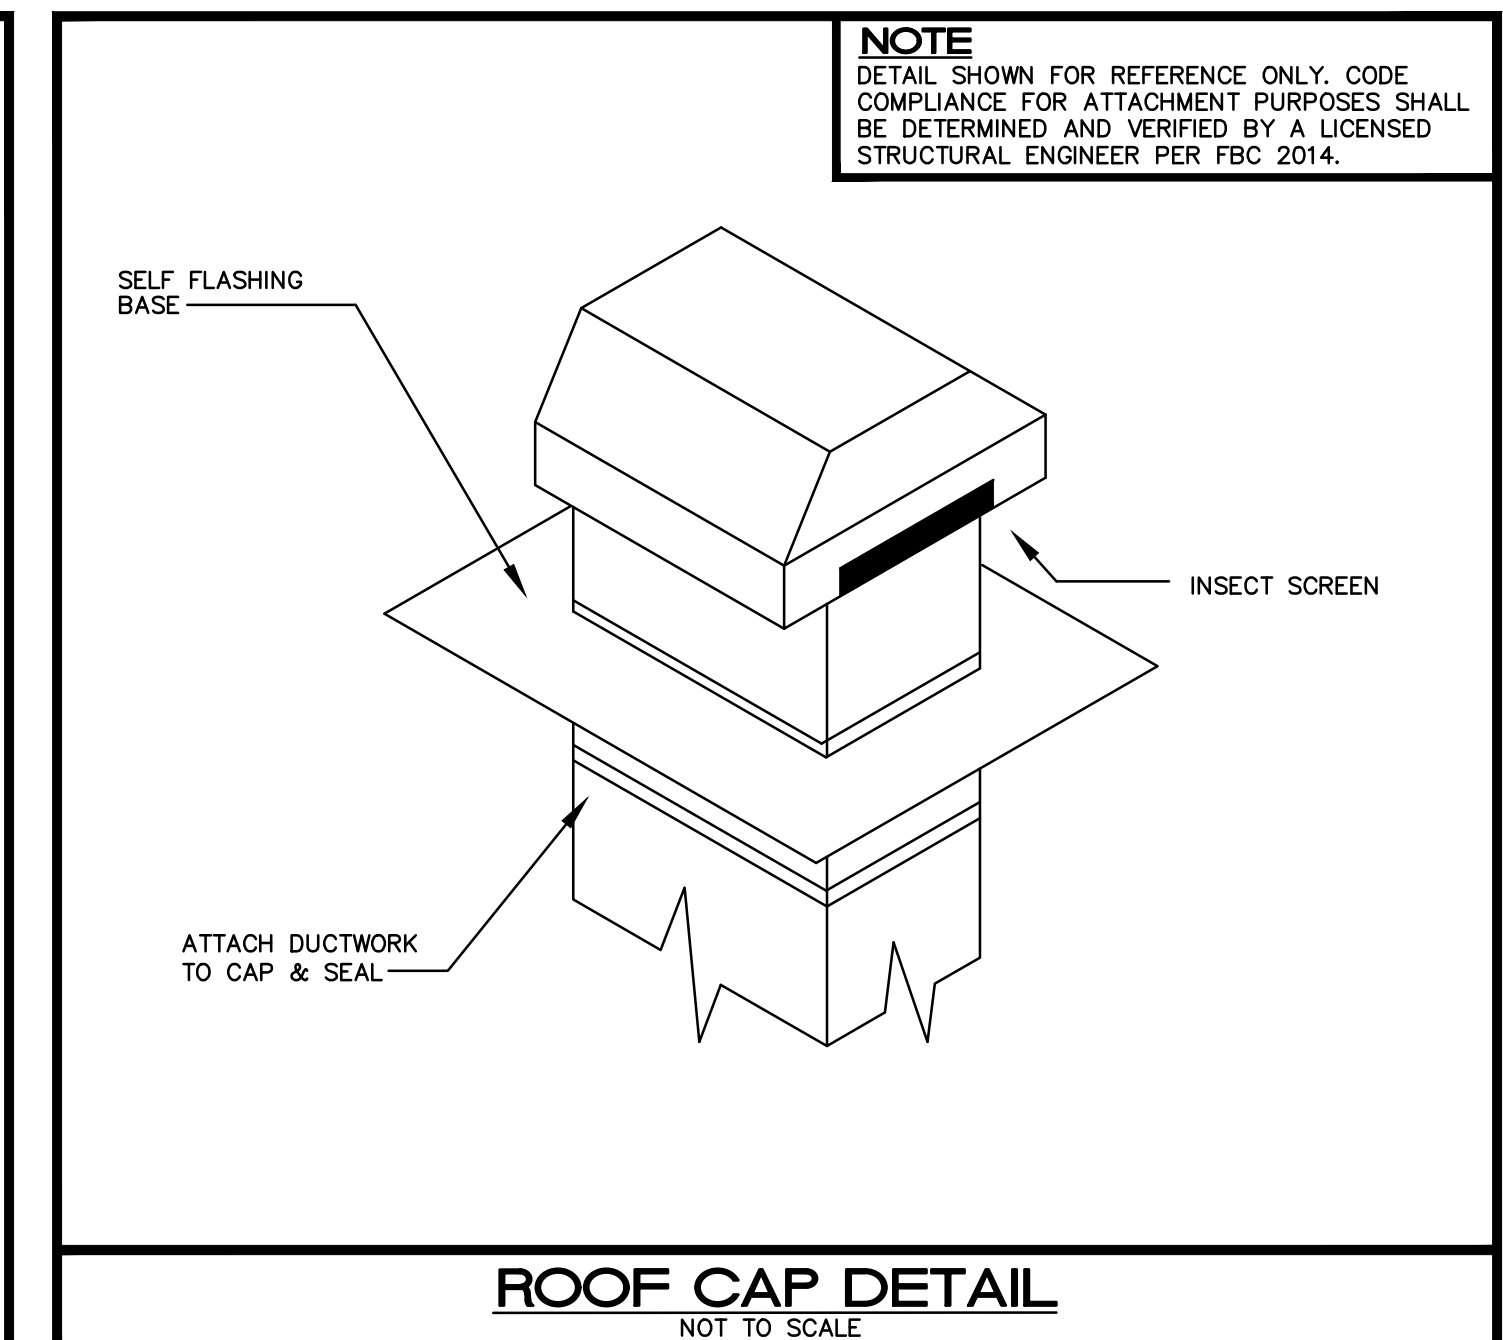 NOTE
DETAIL SHOWN FOR REFERENCE ONLY. CODE
COMPLIANCE FOR ATTACHMENT PURPOSES SHALL
BE DETERMINED AND VERIFIED BY A LICENSED
STRUCTURAL ENGINEER PER FBC 2014.
SELF FLASHING
BASE
INSECT SCREEN
ATTACH DUCTWORK
TO CAP & SEAL
ROOF CAP DETAIL
NOT TO SCALE